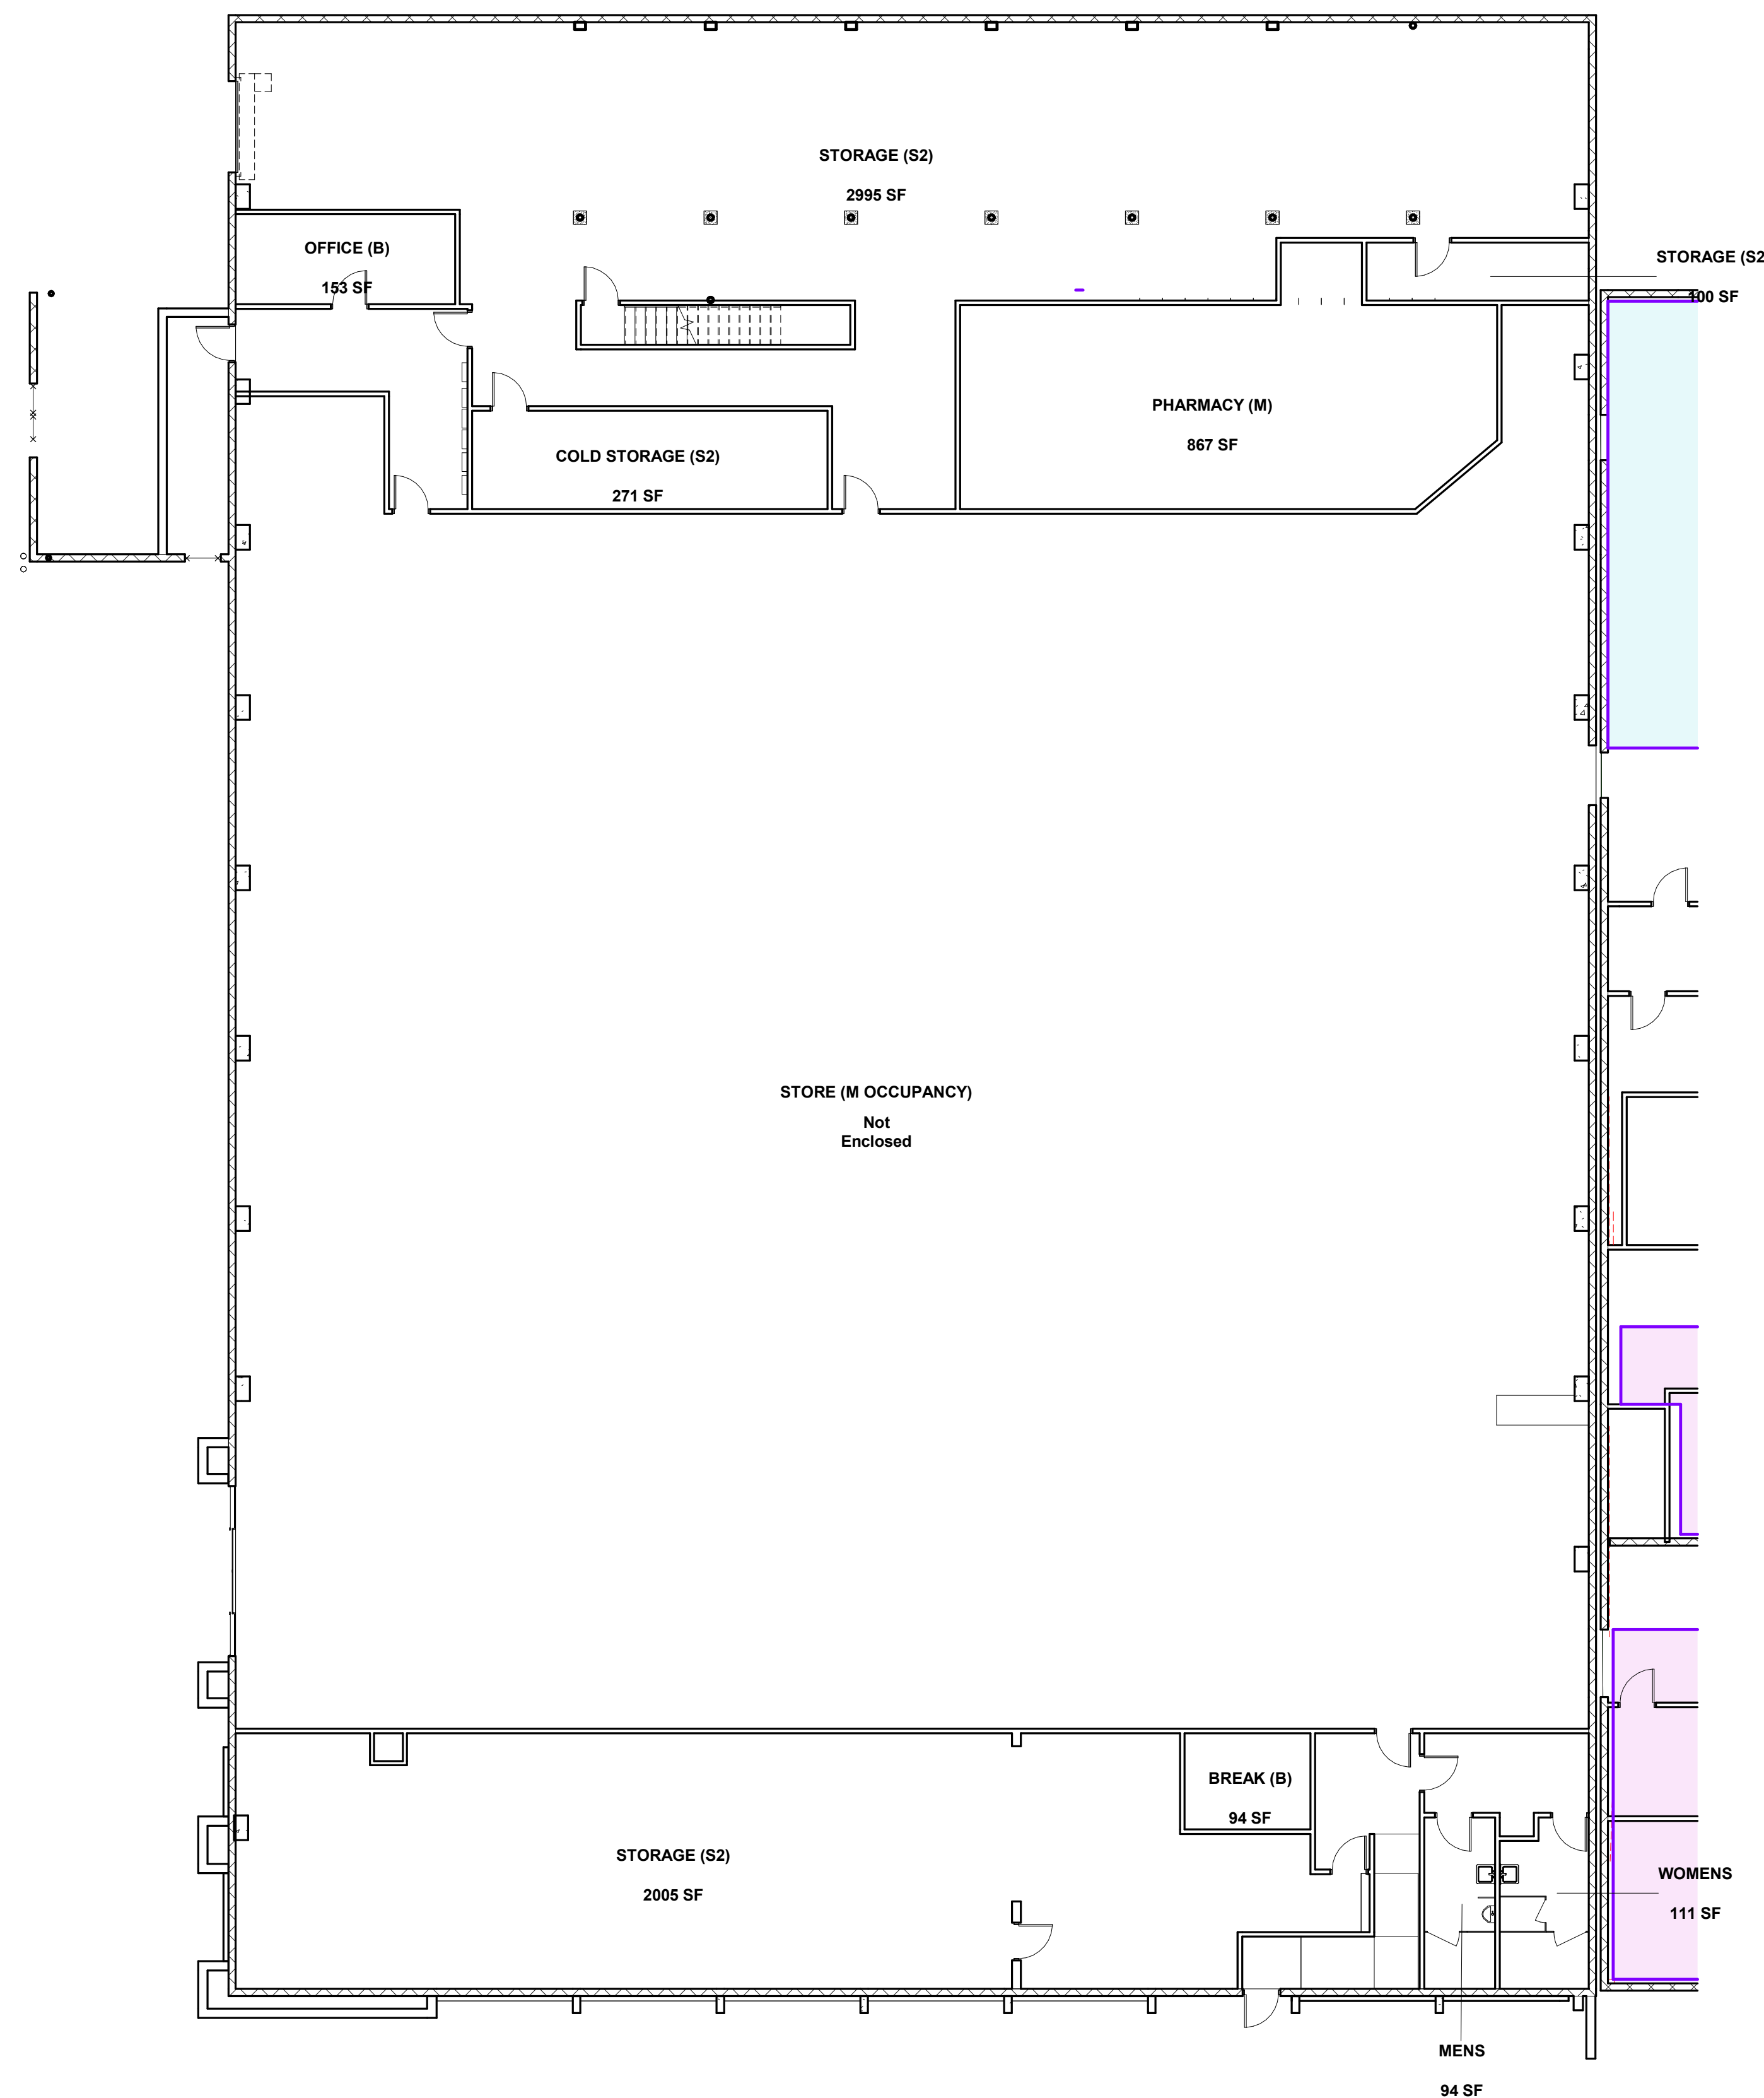 STORAGE (S2)
2995 SF
OFFICE (B)
153 SF
STORAGE (S2
100 SF
PHARMACY (M)
867 SF
COLD STORAGE (S2)
271 SF
STORE (M OCCUPANCY)
Not
Enclosed
BREAK (B)
94 SF
STORAGE (S2)
2005 SF
WOMENS
111 SF
MENS
94 SF